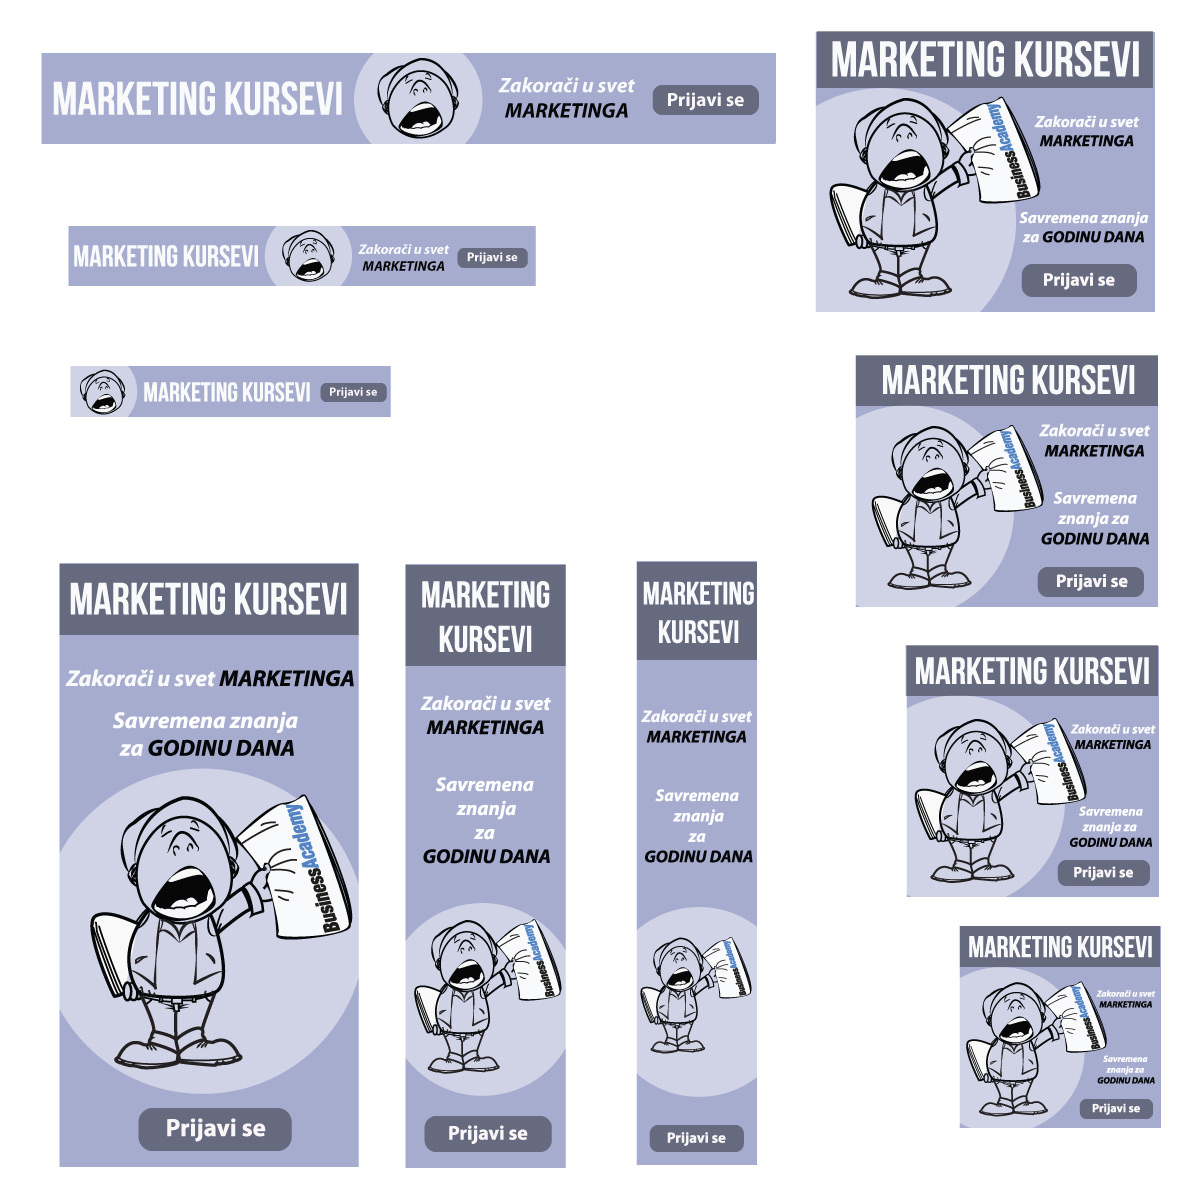 MARKETING KURSEVI
Zakorači u svet
MARKETINGA
Prijavi se
MARKETING KURSEVI
Zakorači u svet
MARKETINGA
Prijavi se
MARKETING KURSEVI
Prijavi se
MARKETING KURSEVI
BusinessAcademy
Zakorači u svet
MARKETINGA
Savremena znanja
za GODINU DANA
Prijavi se
MARKETING KURSEVI
BusinessAcademy
Zakorači u svet
MARKETINGA
Savremena
znanja za
GODINU DANA
Prijavi se
MARKETING KURSEVI
Zakorači u svet MARKETINGA
Savremena znanja
za GODINU DANA
BusinessAcademy
Prijavi se
MARKETING
KURSEVI
Zakorači u svet
MARKETINGA
Savremena
znanja
za
GODINU DANA
BusinessAcademy
Prijavi se
MARKETING
KURSEVI
Zakorači u svet
MARKETINGA
Savremena
znanja
za
GODINU DANA
BusinessAcademy
Prijavi se
MARKETING KURSEVI
BusinessAcademy
Zakorači u svet
MARKETINGA
Savremena
znanja za
GODINU DANA
Prijavi se
MARKETING KURSEVI
BusinessAcademy
Zakorači u svet
MARKETINGA
Savremena
znanja za
GODINU DANA
Prijavi se